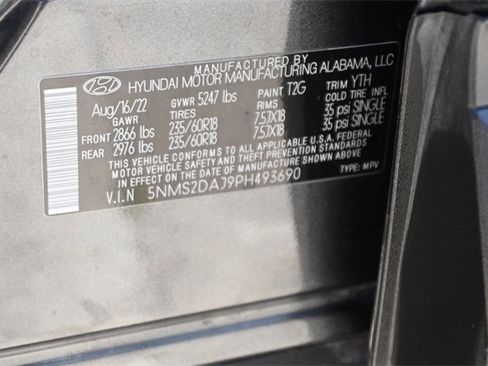 MANUFACTURED BY
HYUNDAI MOTOR MANUFACTURING ALABAMA, LLC
Aug/16/22 GVWR 5247 lbs PAINT T2G TRIM YTH
GAWR TIRES RIMS COLD TIRE INFL
FRONT 2866 lbs 235/60R18 7.5JX18 35 psi SINGLE
REAR 2976 lbs 235/60R18 7.5JX18 35 psi SINGLE
THIS VEHICLE CONFORMS TO ALL APPLICABLE U.S.A. FEDERAL
MOTOR VEHICLE SAFETY AND THEFT PREVENTION STANDARDS
IN EFFECT ON THE DATE OF MANUFACTURE SHOWN ABOVE.
V.I.N 5NMS2DAJ9PH493690 TYPE: MPV